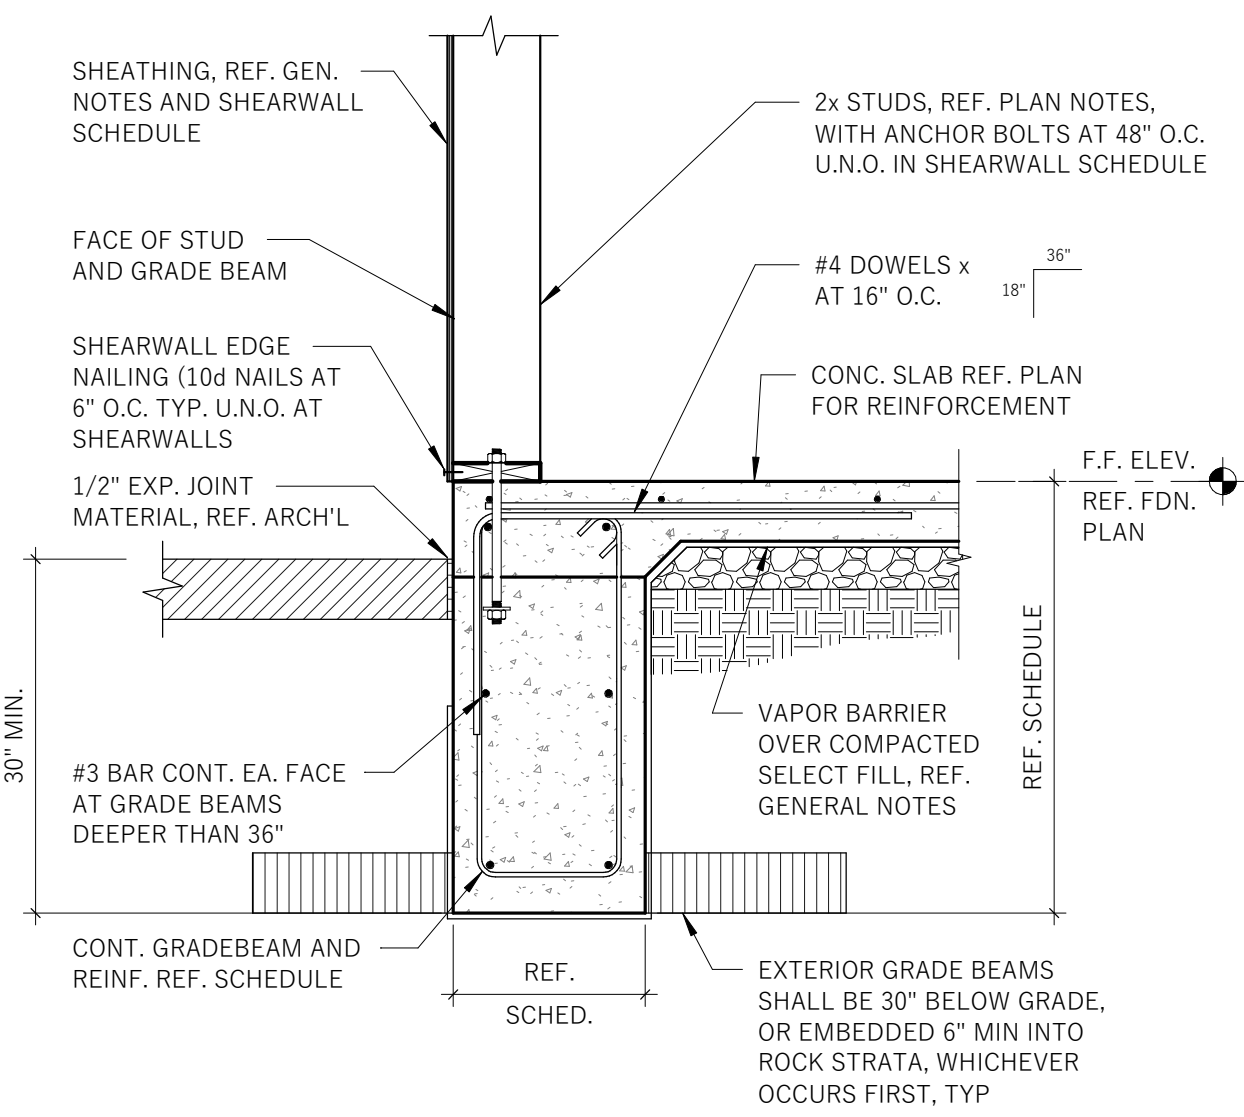 SHEATHING, REF. GEN.
NOTES AND SHEARWALL
SCHEDULE
2x STUDS, REF. PLAN NOTES,
WITH ANCHOR BOLTS AT 48" O.C.
U.N.O. IN SHEARWALL SCHEDULE
FACE OF STUD
AND GRADE BEAM
#4 DOWELS x
AT 16" O.C.
36"
18"
SHEARWALL EDGE
NAILING (10d NAILS AT
6" O.C. TYP. U.N.O. AT
SHEARWALLS
CONC. SLAB REF. PLAN
FOR REINFORCEMENT
1/2" EXP. JOINT
MATERIAL, REF. ARCH'L
F.F. ELEV.
REF. FDN.
PLAN
30" MIN.
REF. SCHEDULE
#3 BAR CONT. EA. FACE
AT GRADE BEAMS
DEEPER THAN 36"
VAPOR BARRIER
OVER COMPACTED
SELECT FILL, REF.
GENERAL NOTES
CONT. GRADEBEAM AND
REINF. REF. SCHEDULE
REF.
SCHED.
EXTERIOR GRADE BEAMS
SHALL BE 30" BELOW GRADE,
OR EMBEDDED 6" MIN INTO
ROCK STRATA, WHICHEVER
OCCURS FIRST, TYP